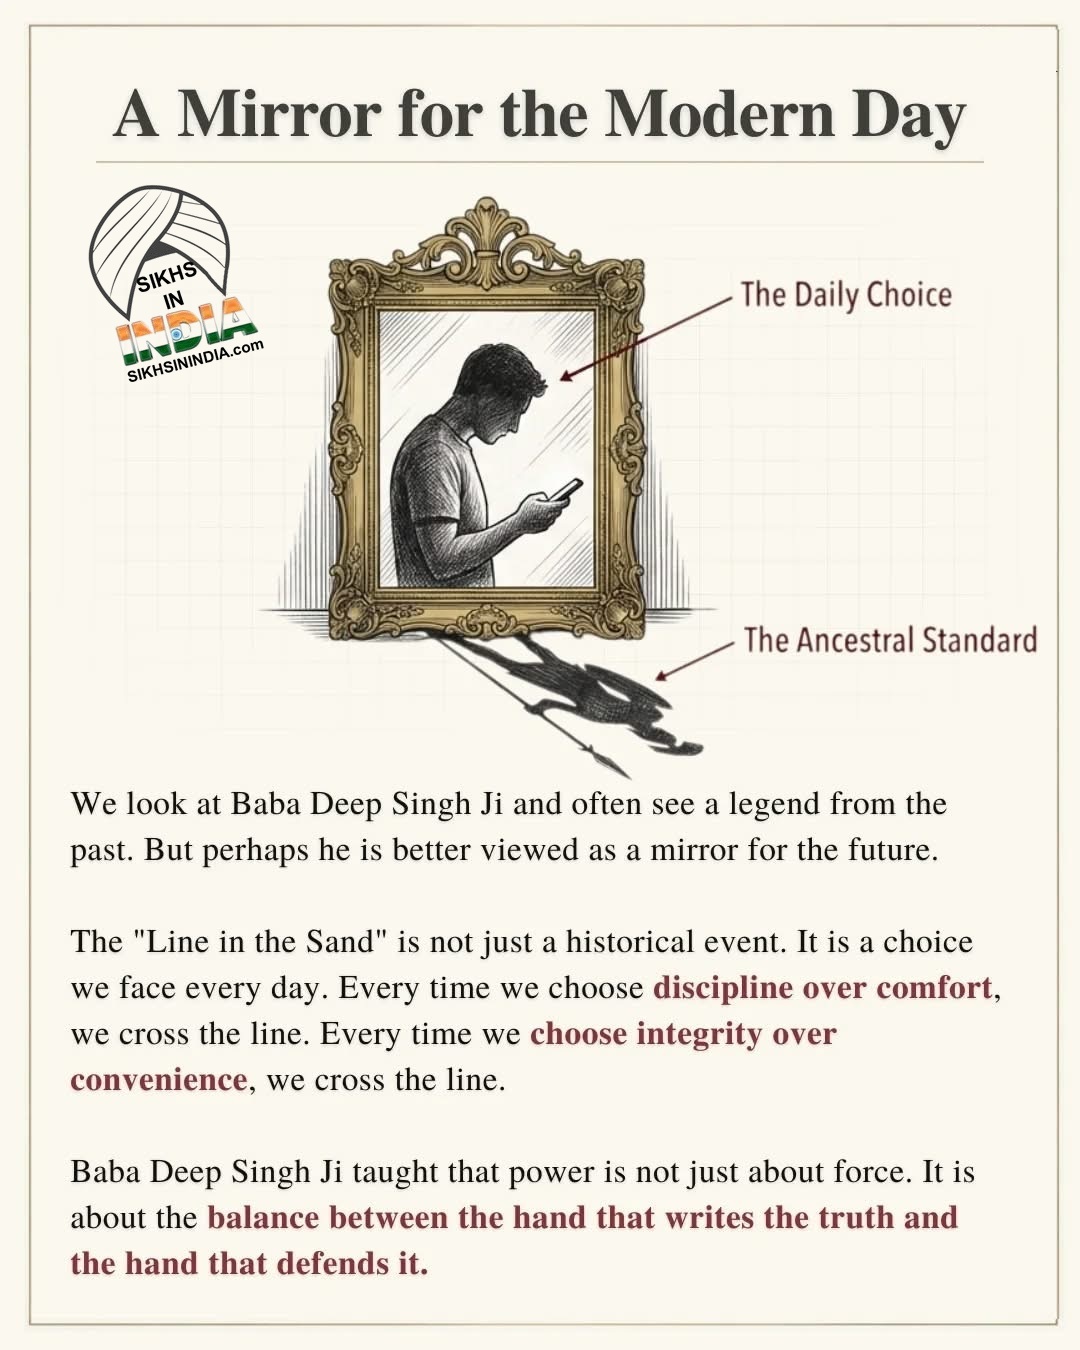 A Mirror for the Modern Day
SIKHS
IN
INDIA
SIKHSININDIA.com
The Daily Choice
The Ancestral Standard
We look at Baba Deep Singh Ji and often see a legend from the
past. But perhaps he is better viewed as a mirror for the future.
The "Line in the Sand" is not just a historical event. It is a choice
we face every day. Every time we choose discipline over comfort,
we cross the line. Every time we choose integrity over
convenience, we cross the line.
Baba Deep Singh Ji taught that power is not just about force. It is
about the balance between the hand that writes the truth and
the hand that defends it.